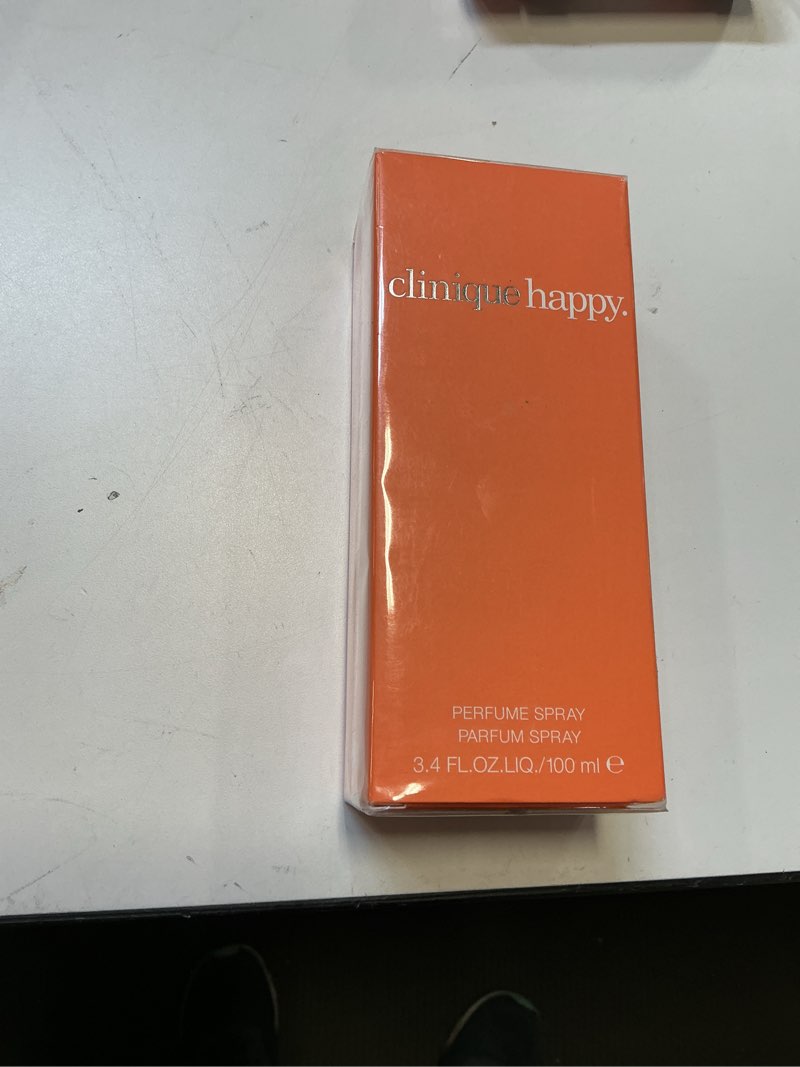 clinique happy.
PERFUME SPRAY
PARFUM SPRAY
3.4 FL.OZ.LIQ./100 ml ℮